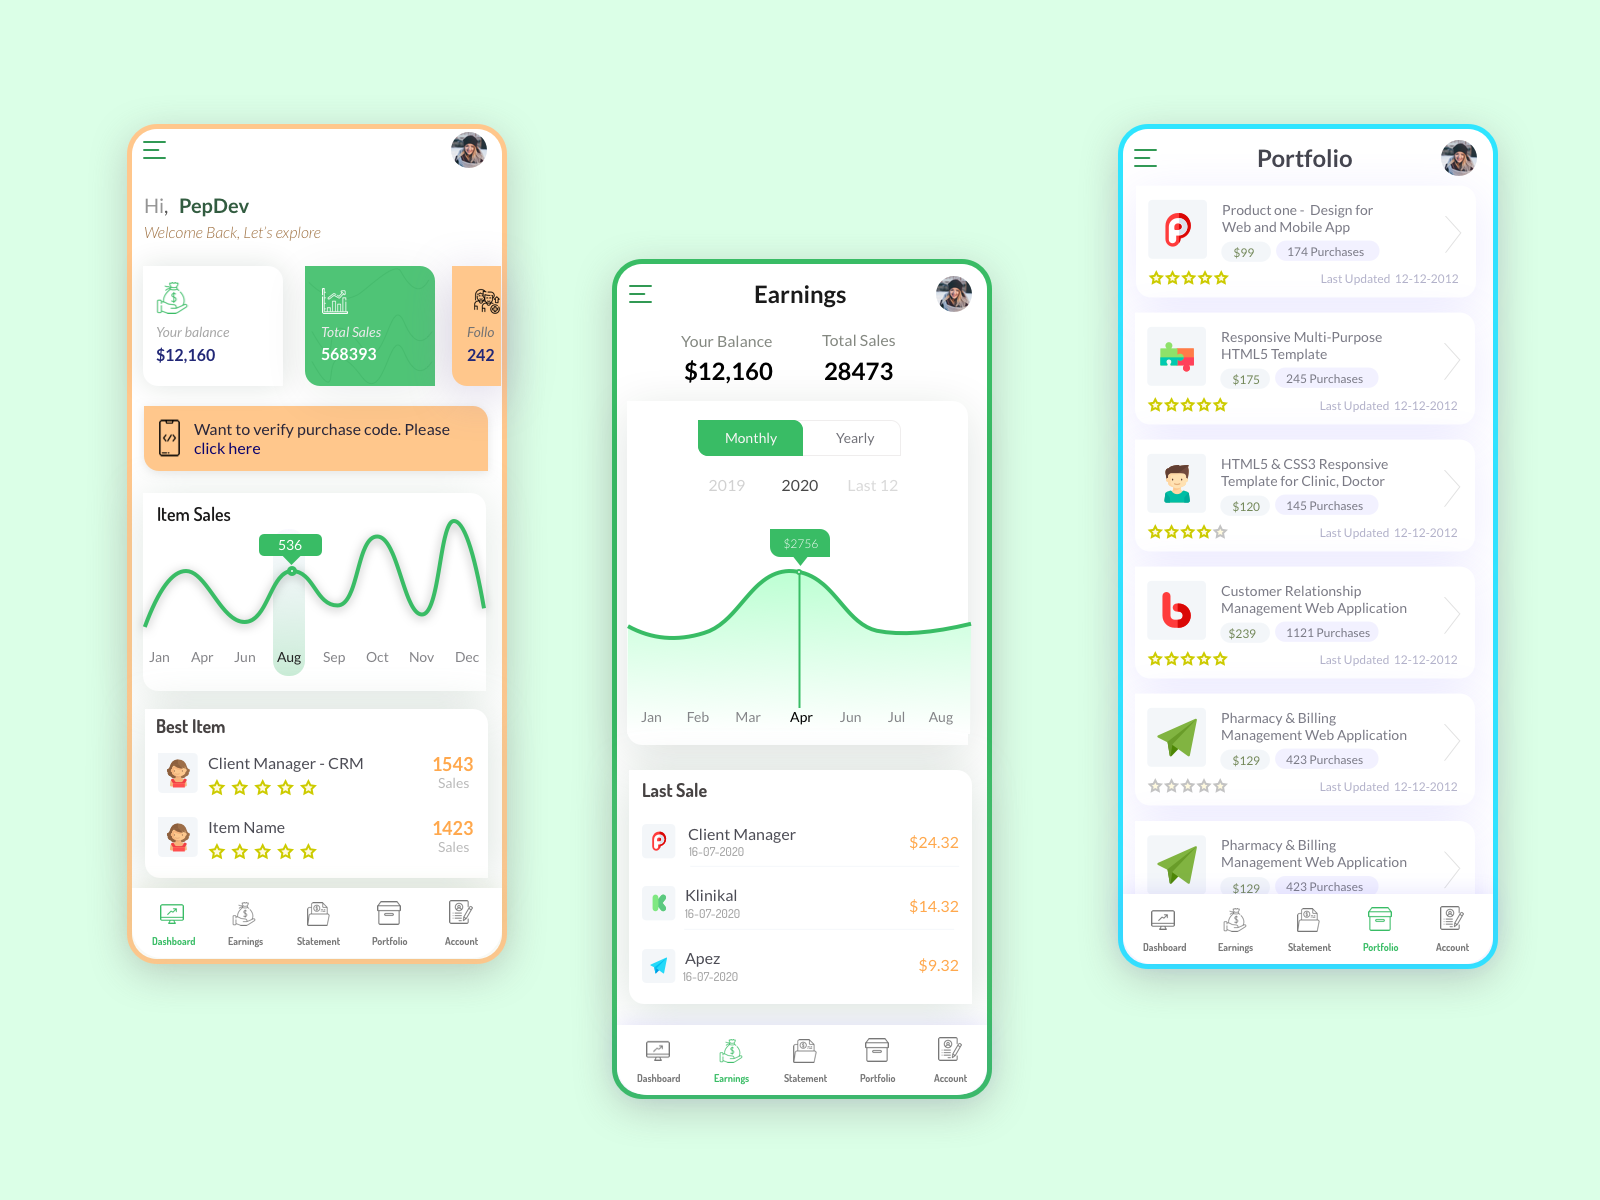 Hi, PepDev
Welcome Back, Let's explore
Your balance
$12,160
Total Sales
568393
Follo
242
Want to verify purchase code. Please
click here
Item Sales
536
Jan Apr Jun Aug Sep Oct Nov Dec
Best Item
Client Manager - CRM
1543
Sales
Item Name
1423
Sales
Dashboard Earnings Statement Portfolio Account
Earnings
Your Balance Total Sales
$12,160 28473
Monthly Yearly
2019 2020 Last 12
$2756
Jan Feb Mar Apr Jun Jul Aug
Last Sale
Client Manager
16-07-2020
$24.32
Klinikal
16-07-2020
$14.32
Apez
16-07-2020
$9.32
Dashboard Earnings Statement Portfolio Account
Portfolio
Product one - Design for
Web and Mobile App
$99 174 Purchases
Last Updated 12-12-2012
Responsive Multi-Purpose
HTML5 Template
$175 245 Purchases
Last Updated 12-12-2012
HTML5 & CSS3 Responsive
Template for Clinic, Doctor
$120 145 Purchases
Last Updated 12-12-2012
Customer Relationship
Management Web Application
$239 1121 Purchases
Last Updated 12-12-2012
Pharmacy & Billing
Management Web Application
$129 423 Purchases
Last Updated 12-12-2012
Pharmacy & Billing
Management Web Application
$129 423 Purchases
Dashboard Earnings Statement Portfolio Account